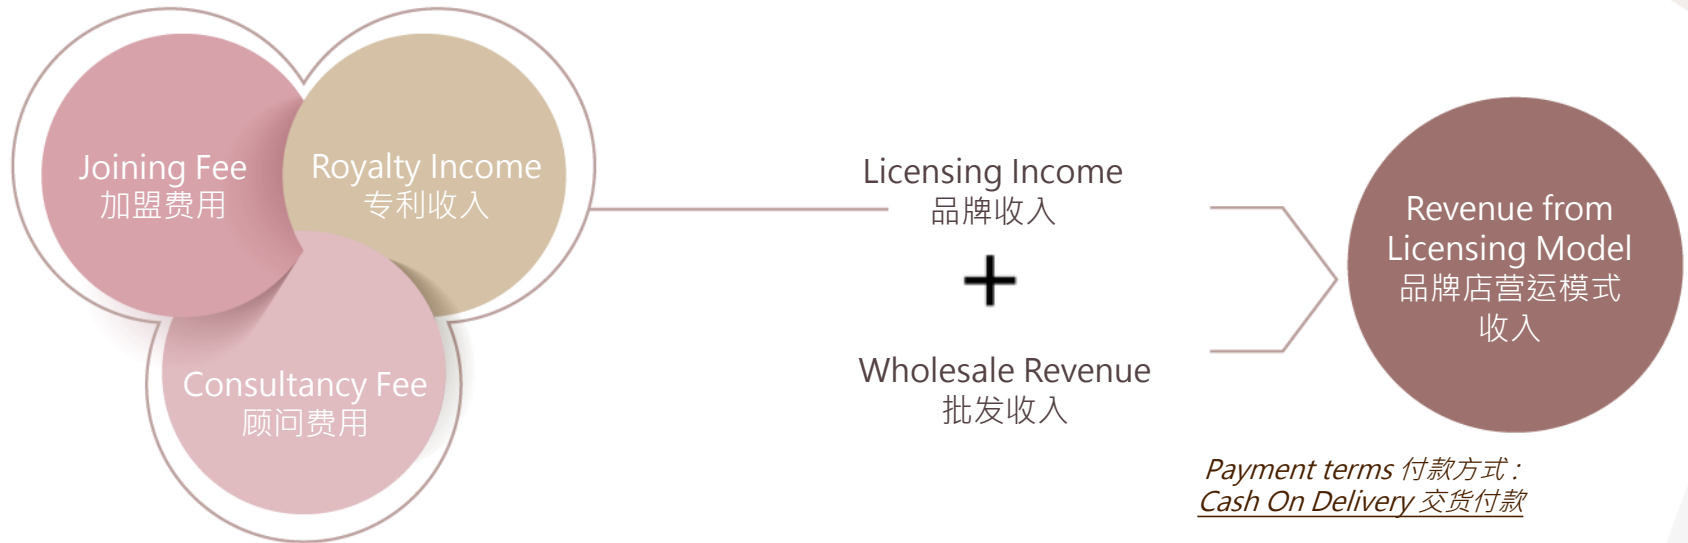 Joining Fee
加盟费用
Royalty Income
专利收入
Consultancy Fee
顾问费用
Licensing Income
品牌收入
+
Wholesale Revenue
批发收入
Revenue from
Licensing Model
品牌店营运模式
收入
Payment terms 付款方式 :
Cash On Delivery 交货付款